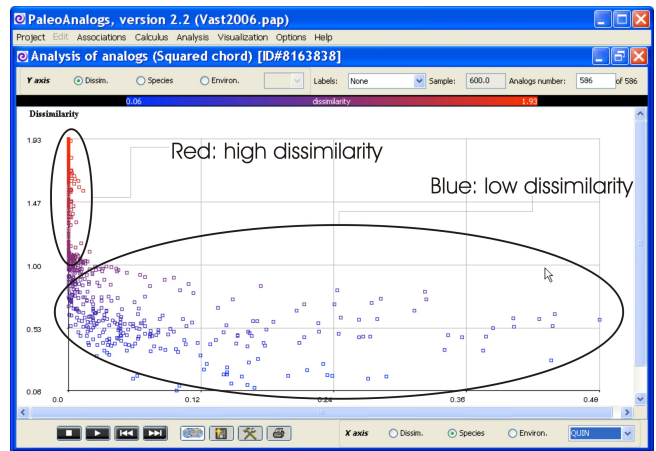 PaleoAnalogs, version 2.2 (Vast2006.pap)
Project Edit Associations Calculus Analysis Visualization Options Help
Analysis of analogs (Squared chord) [ID#8163838]
Y axis Dissim. Species Environ. Labels: None Sample: 600.0 Analogs number: 586 of 586
0.06 dissimilarity 1.93
Dissimilarity
1.93
Red: high dissimilarity
Blue: low dissimilarity
1.47
1.00
0.53
0.06
0.0 0.12 0.24 0.36 0.48
X axis Dissim. Species Environ. QUIN